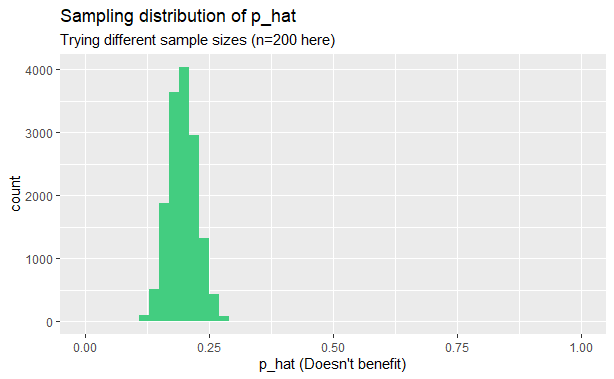 Sampling distribution of p_hat
Trying different sample sizes (n=200 here)
4000
3000
2000
1000
0
count
0.00 0.25 0.50 0.75 1.00
p_hat (Doesn't benefit)